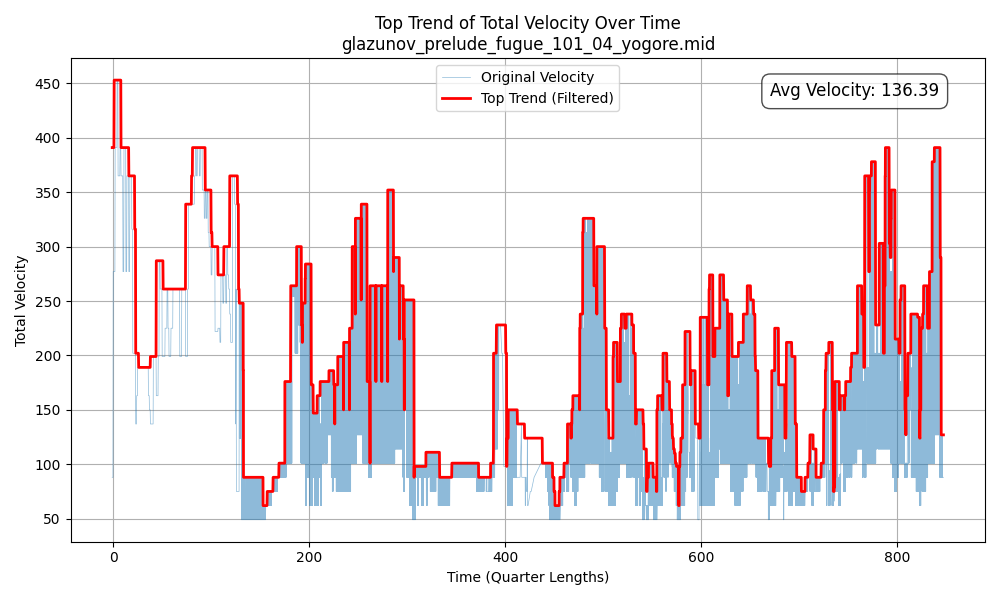 Top Trend of Total Velocity Over Time
glazunov_prelude_fugue_101_04_yogore.mid
Original Velocity
Top Trend (Filtered)
Avg Velocity: 136.39
Total Velocity
450
400
350
300
250
200
150
100
50
0
200
400
600
800
Time (Quarter Lengths)